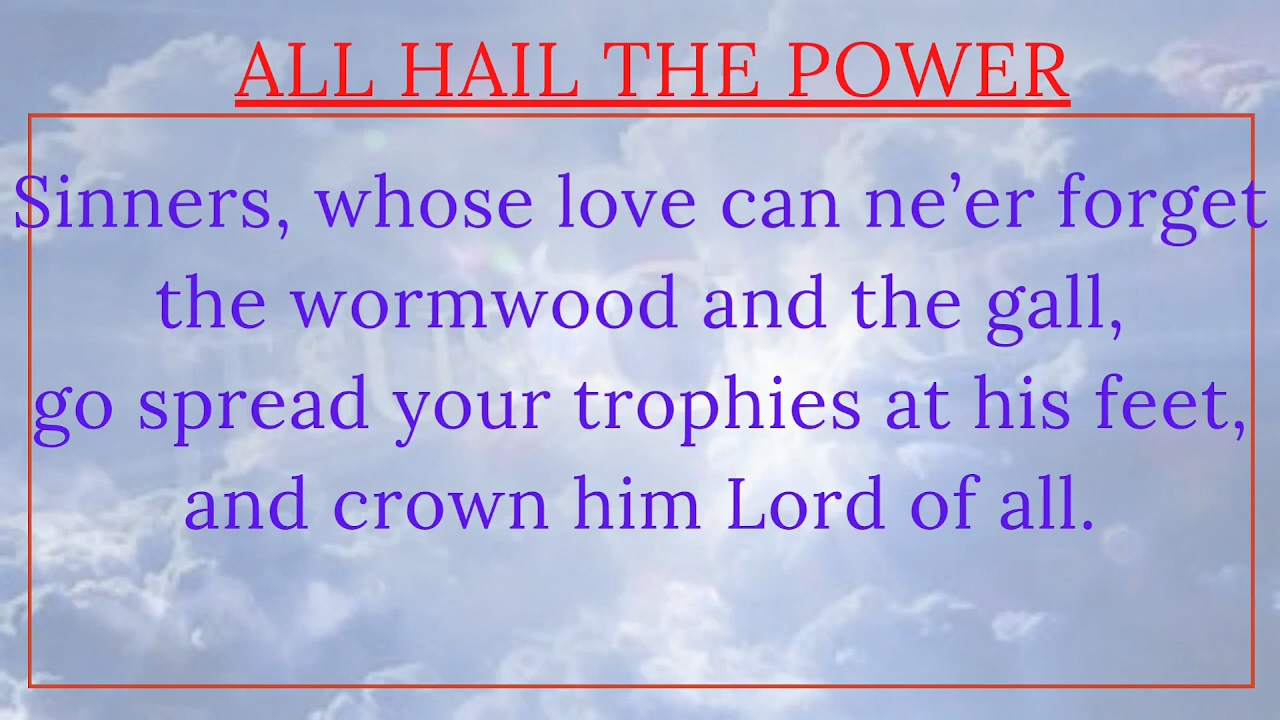 ALL HAIL THE POWER
Sinners, whose love can ne’er forget
the wormwood and the gall,
go spread your trophies at his feet,
and crown him Lord of all.